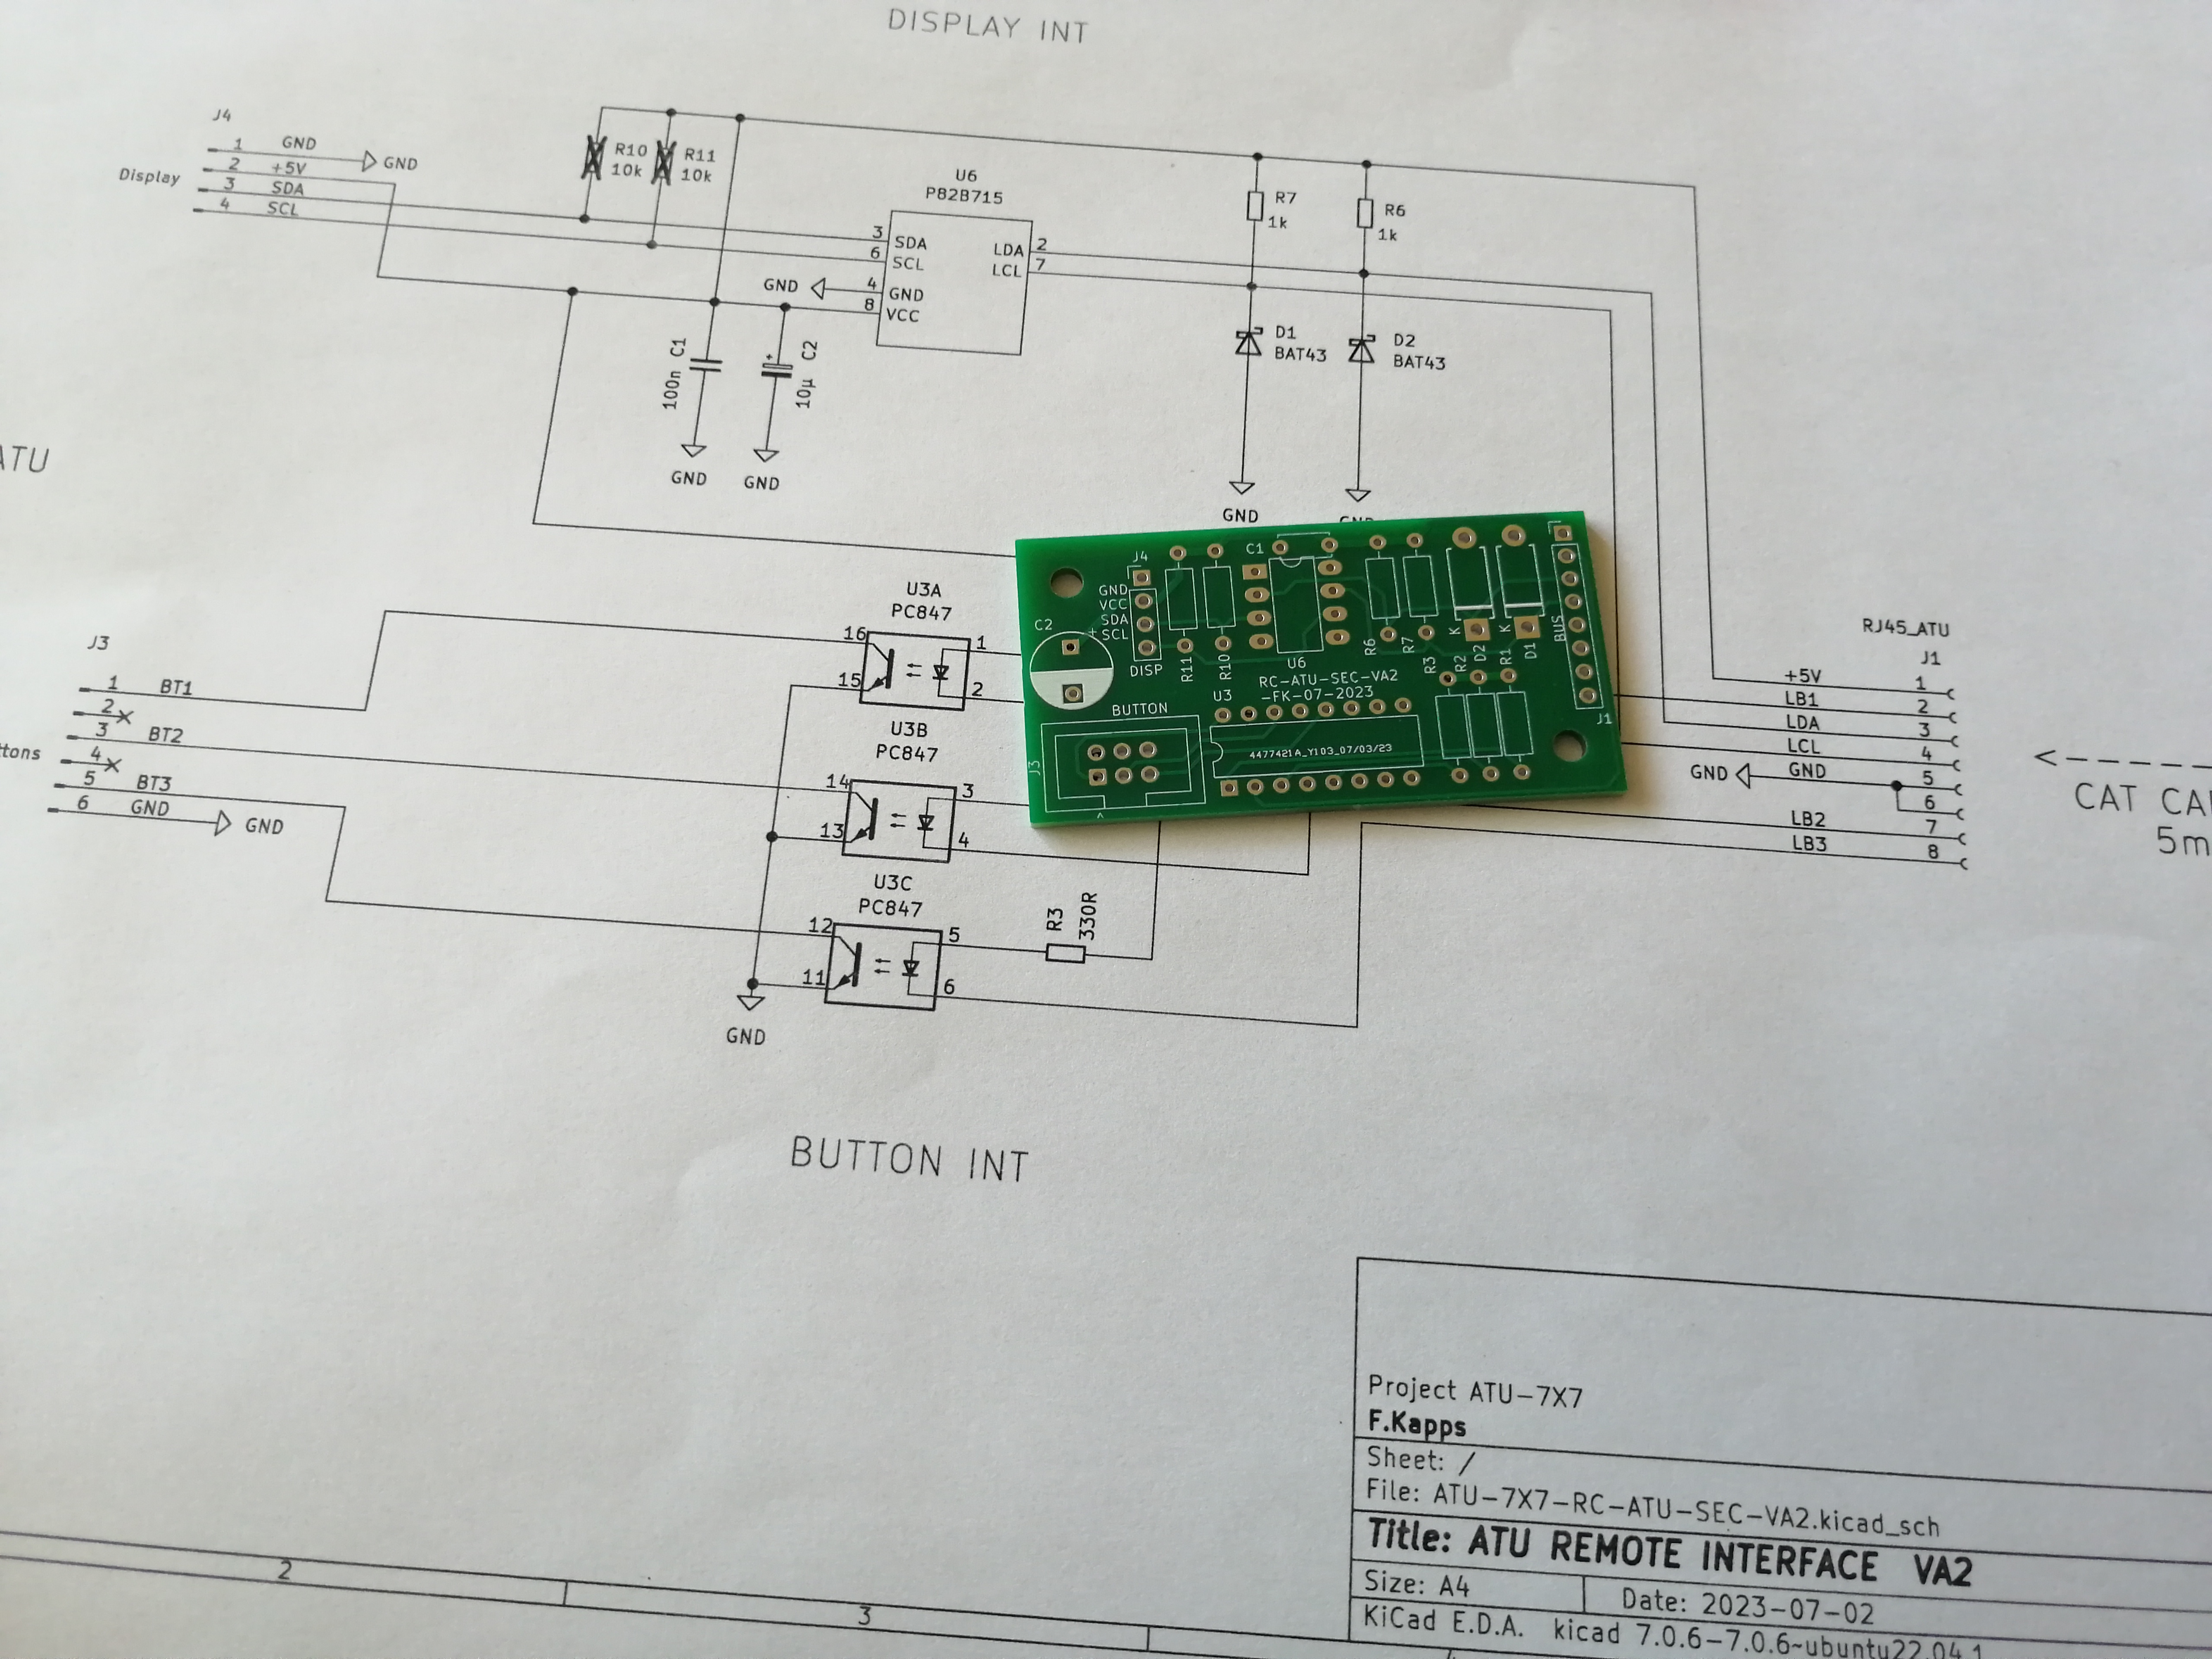 DISPLAY INT
J4
1 GND
GND
2 +5V
3 SDA
4 SCL
Display
R10
10k
R11
10k
U6
P82B715
3 SDA
6 SCL
GND 4 GND
8 VCC
LDA 2
LCL 7
R7
1k
R6
1k
100n C1
10µ C2
+
GND
GND
D1
BAT43
D2
BAT43
GND
ATU
U3A
PC847
16
15
1
2
U3B
PC847
14
13
3
4
U3C
PC847
12
11
5
6
R3
330R
GND
J3
1 BT1
2
3 BT2
4
5 BT3
6 GND
GND
J4
GND
VCC
SDA
SCL
DISP
C2
+
R11
R10
C1
U6
R6
R7
R3
R2
D2
R1
D1
K
K
BUS
J1
RC-ATU-SEC-VA2
-FK-07-2023
U3
BUTTON
J3
4477421A_Y103_07/03/23
RJ45_ATU
J1
+5V 1
LB1 2
LDA 3
LCL 4
GND GND 5
6
LB2 7
LB3 8
CAT
5m
BUTTON INT
Project ATU-7X7
F.Kapps
Sheet: /
File: ATU-7X7-RC-ATU-SEC-VA2.kicad_sch
Title: ATU REMOTE INTERFACE VA2
Size: A4
Date: 2023-07-02
KiCad E.D.A. kicad 7.0.6-7.0.6~ubuntu22.04.1
2
3